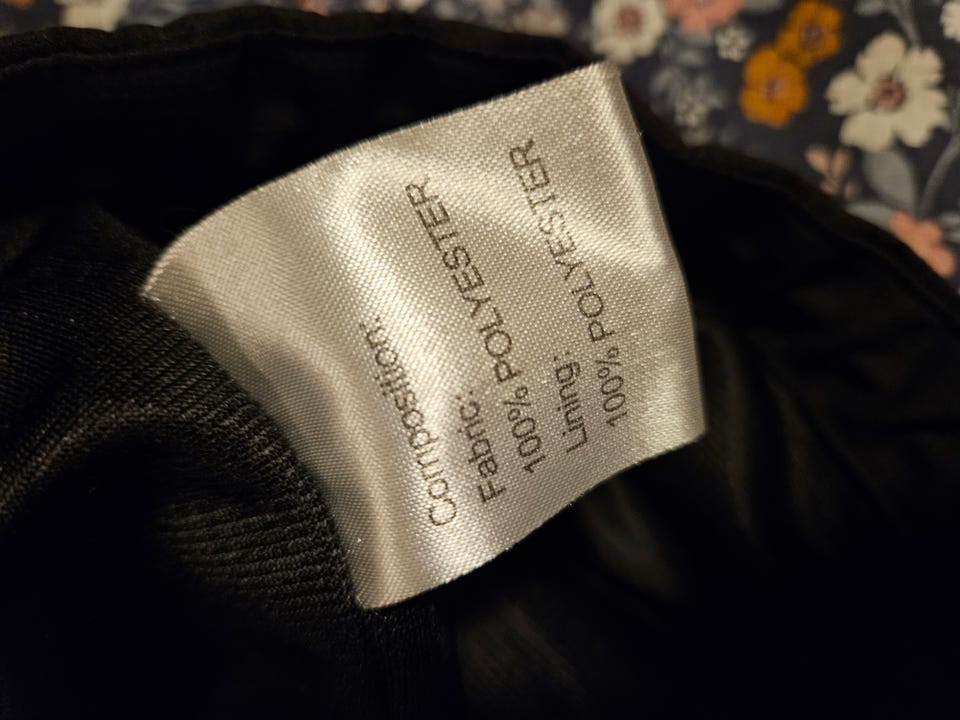 Composition:
Fabric:
100% POLYESTER
Lining:
100% POLYESTER